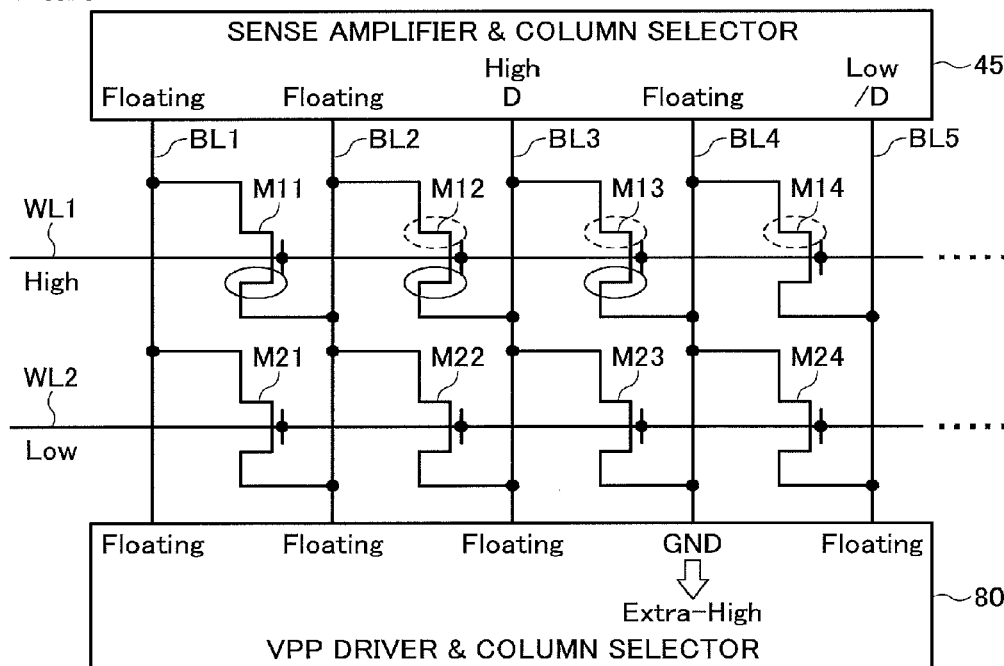 SENSE AMPLIFIER & COLUMN SELECTOR
High Low
Floating Floating D Floating /D
45
BL1 BL2 BL3 BL4 BL5
M11 M12 M13 M14
WL1
High
M21 M22 M23 M24
WL2
Low
Floating Floating Floating GND Floating
Extra-High
80
VPP DRIVER & COLUMN SELECTOR